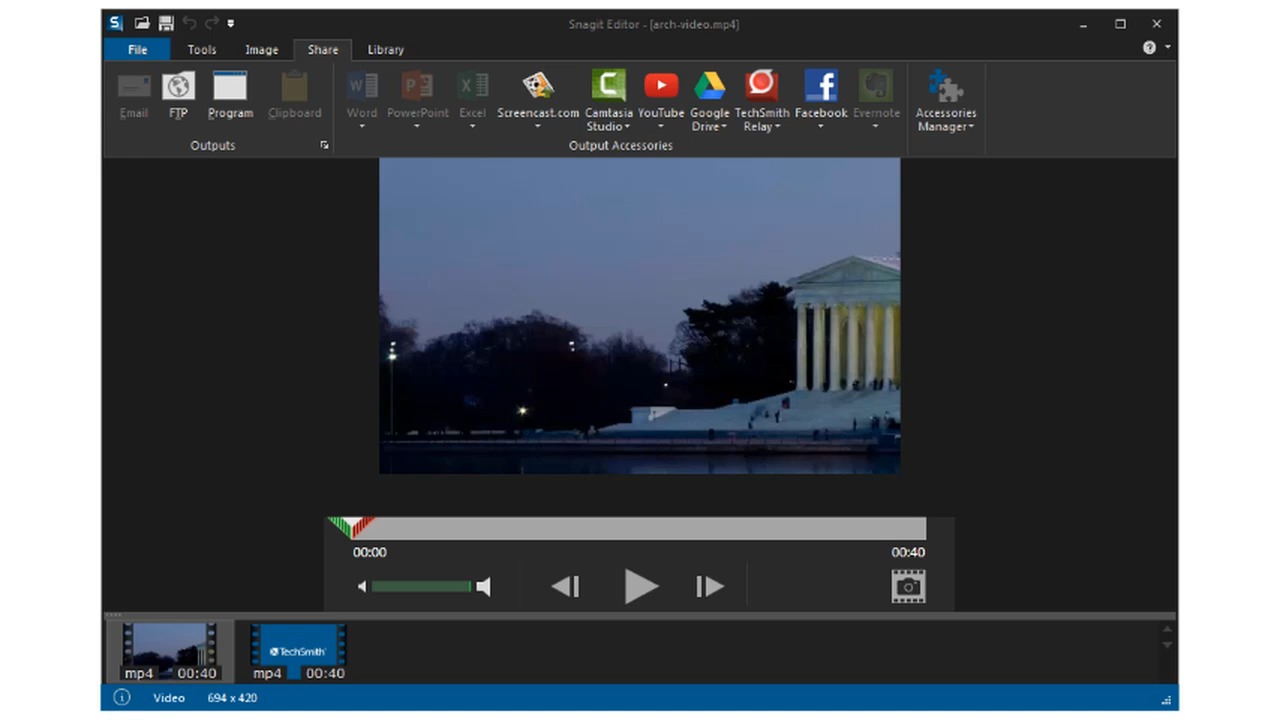 S Snagit Editor - [arch-video.mp4]
File Tools Image Share Library
Email FTP Program Clipboard Word PowerPoint Excel Screencast.com Camtasia Studio YouTube Google Drive TechSmith Relay Facebook Evernote Accessories Manager
Outputs Output Accessories
00:00 00:40
TechSmith
mp4 00:40 mp4 00:40
Video 694 x 420